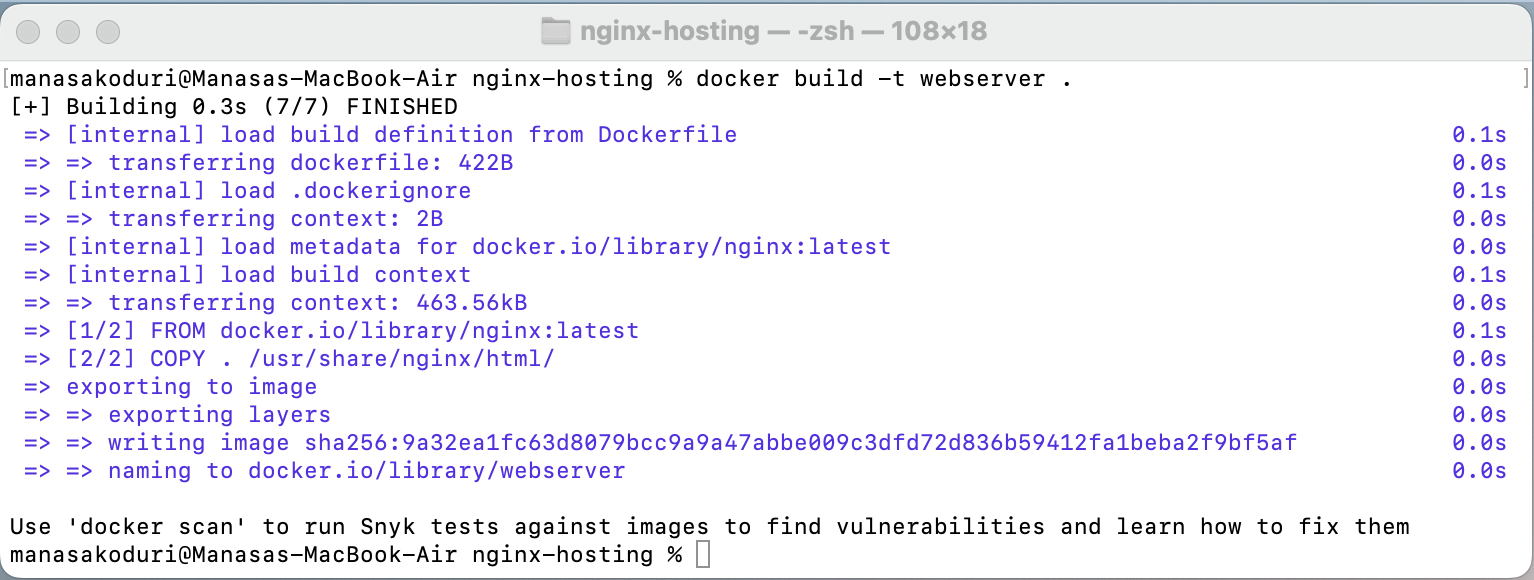 nginx-hosting — -zsh — 108×18
[manasakoduri@Manasas-MacBook-Air nginx-hosting % docker build -t webserver . ]
[+] Building 0.3s (7/7) FINISHED
=> [internal] load build definition from Dockerfile 0.1s
=> => transferring dockerfile: 422B 0.0s
=> [internal] load .dockerignore 0.1s
=> => transferring context: 2B 0.0s
=> [internal] load metadata for docker.io/library/nginx:latest 0.0s
=> [internal] load build context 0.1s
=> => transferring context: 463.56kB 0.0s
=> [1/2] FROM docker.io/library/nginx:latest 0.1s
=> [2/2] COPY . /usr/share/nginx/html/ 0.0s
=> exporting to image 0.0s
=> => exporting layers 0.0s
=> => writing image sha256:9a32ea1fc63d8079bcc9a9a47abbe009c3dfd72d836b59412fa1beba2f9bf5af 0.0s
=> => naming to docker.io/library/webserver 0.0s
Use 'docker scan' to run Snyk tests against images to find vulnerabilities and learn how to fix them
manasakoduri@Manasas-MacBook-Air nginx-hosting %